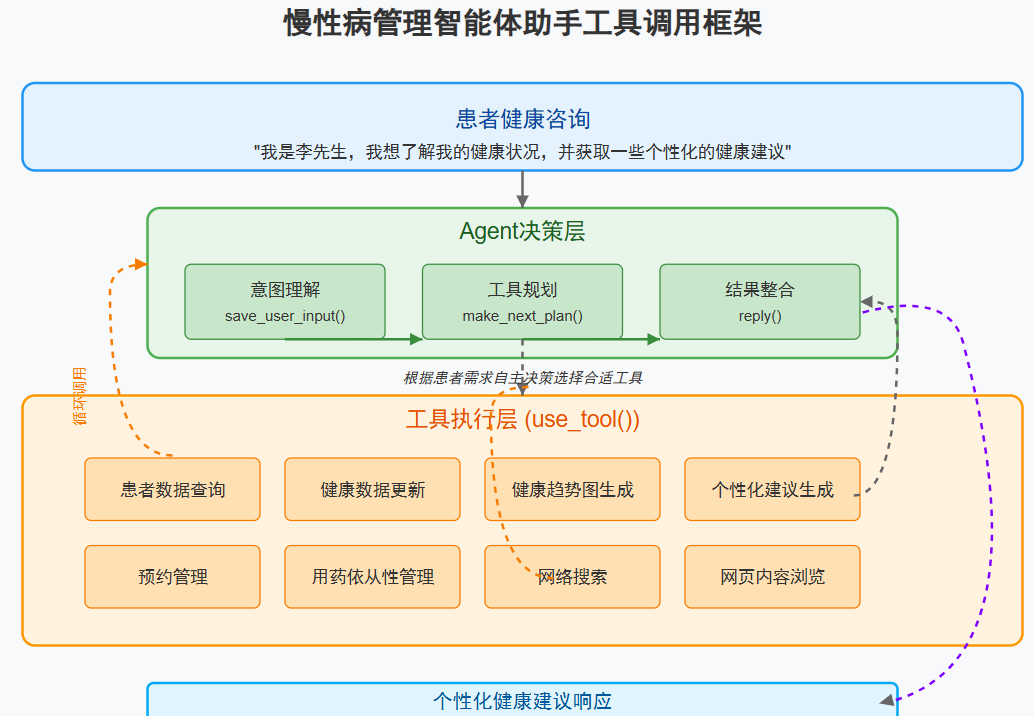 慢性病管理智能体助手工具调用框架
患者健康咨询
"我是李先生，我想了解我的健康状况，并获取一些个性化的健康建议"
Agent决策层
意图理解
save_user_input()
工具规划
make_next_plan()
结果整合
reply()
根据患者需求自主决策选择合适工具
循环调用
工具执行层 (use_tool())
患者数据查询
健康数据更新
健康趋势图生成
个性化建议生成
预约管理
用药依从性管理
网络搜索
网页内容浏览
个性化健康建议响应